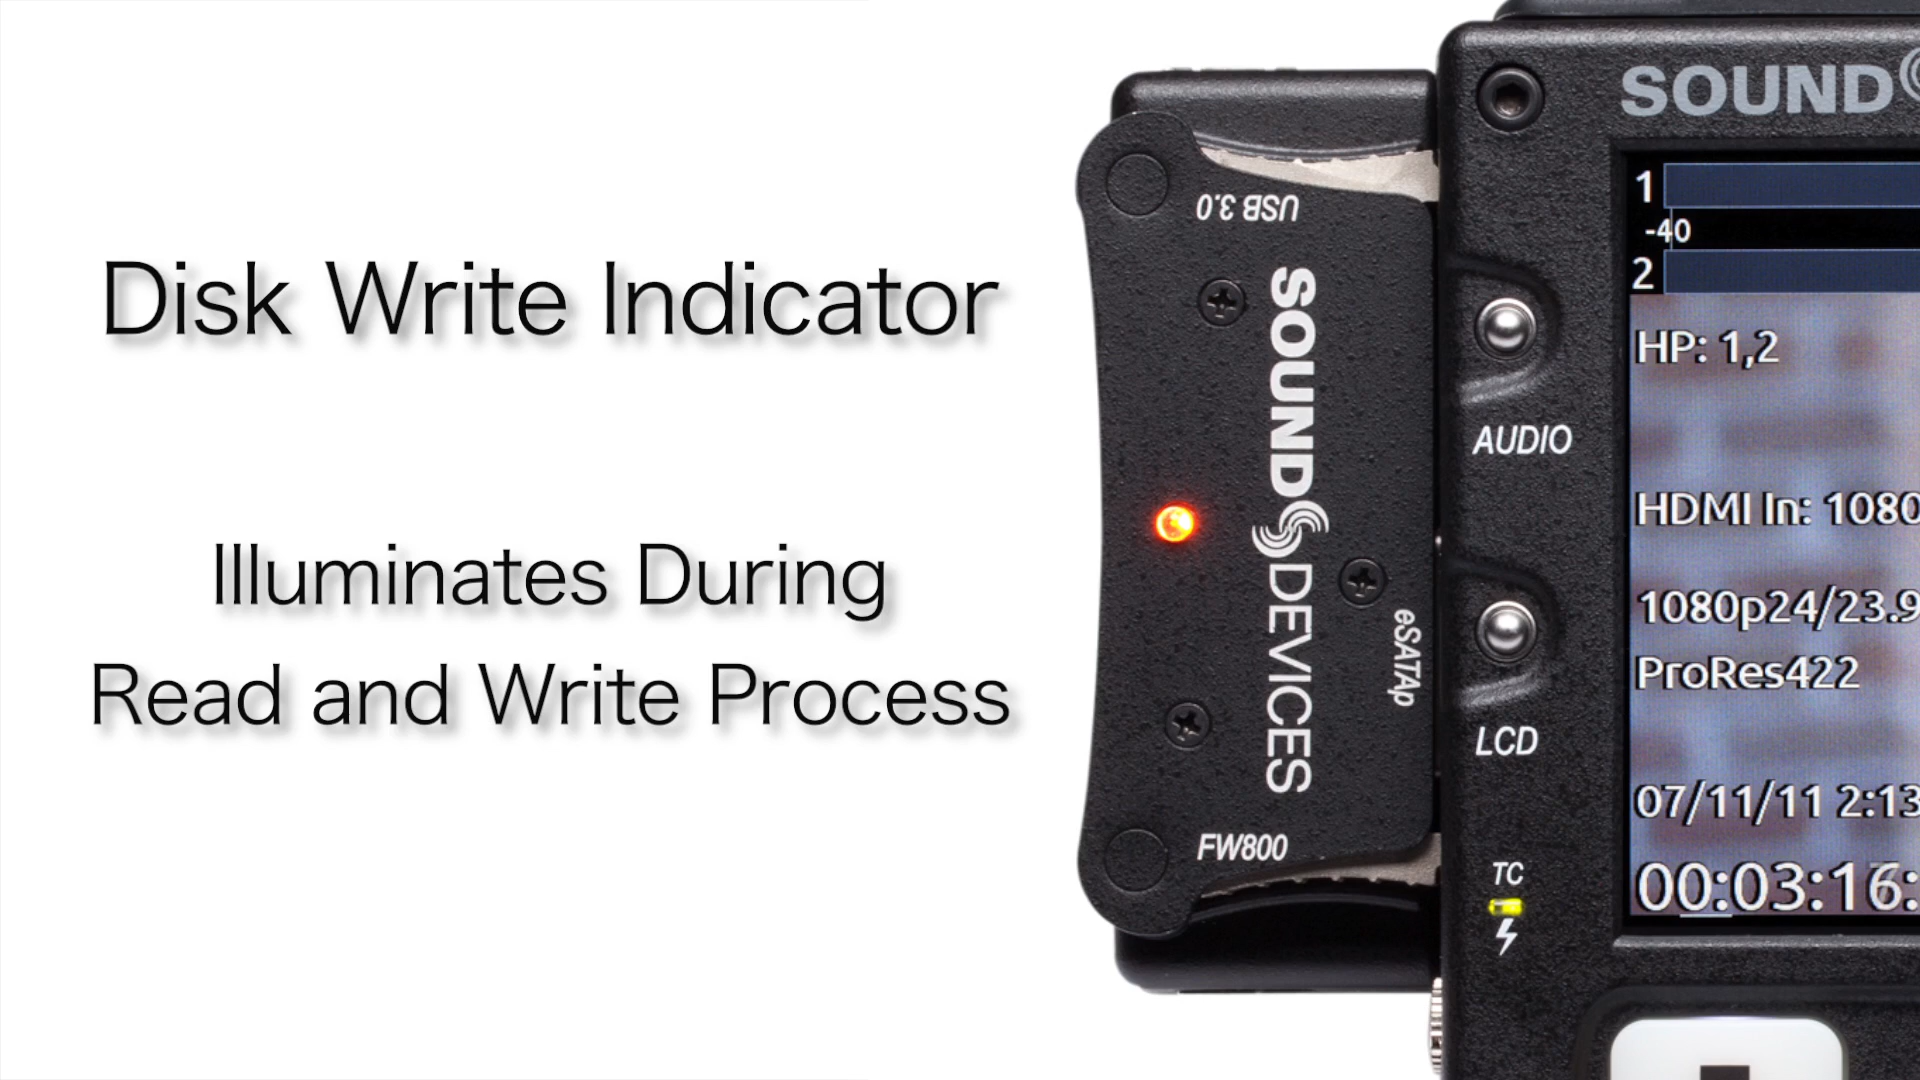 Disk Write Indicator
Illuminates During
Read and Write Process
USB 3.0
SOUND DEVICES
eSATAp
FW800
SOUND
AUDIO
LCD
TC
1
-40
2
HP: 1,2
HDMI In: 1080
1080p24/23.9
ProRes422
07/11/11 2:13
00:03:16: